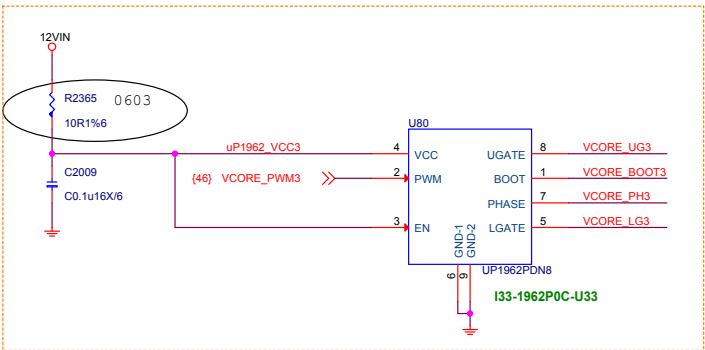 12VIN
R2365
0603
10R1%6
C2009
C0.1u16X/6
uP1962_VCC3
{46} VCORE_PWM3
U80
4
2
3
VCC
PWM
EN
UGATE
BOOT
PHASE
LGATE
GND-1
GND-2
8
1
7
5
6
9
VCORE_UG3
VCORE_BOOT3
VCORE_PH3
VCORE_LG3
UP1962PDN8
I33-1962P0C-U33